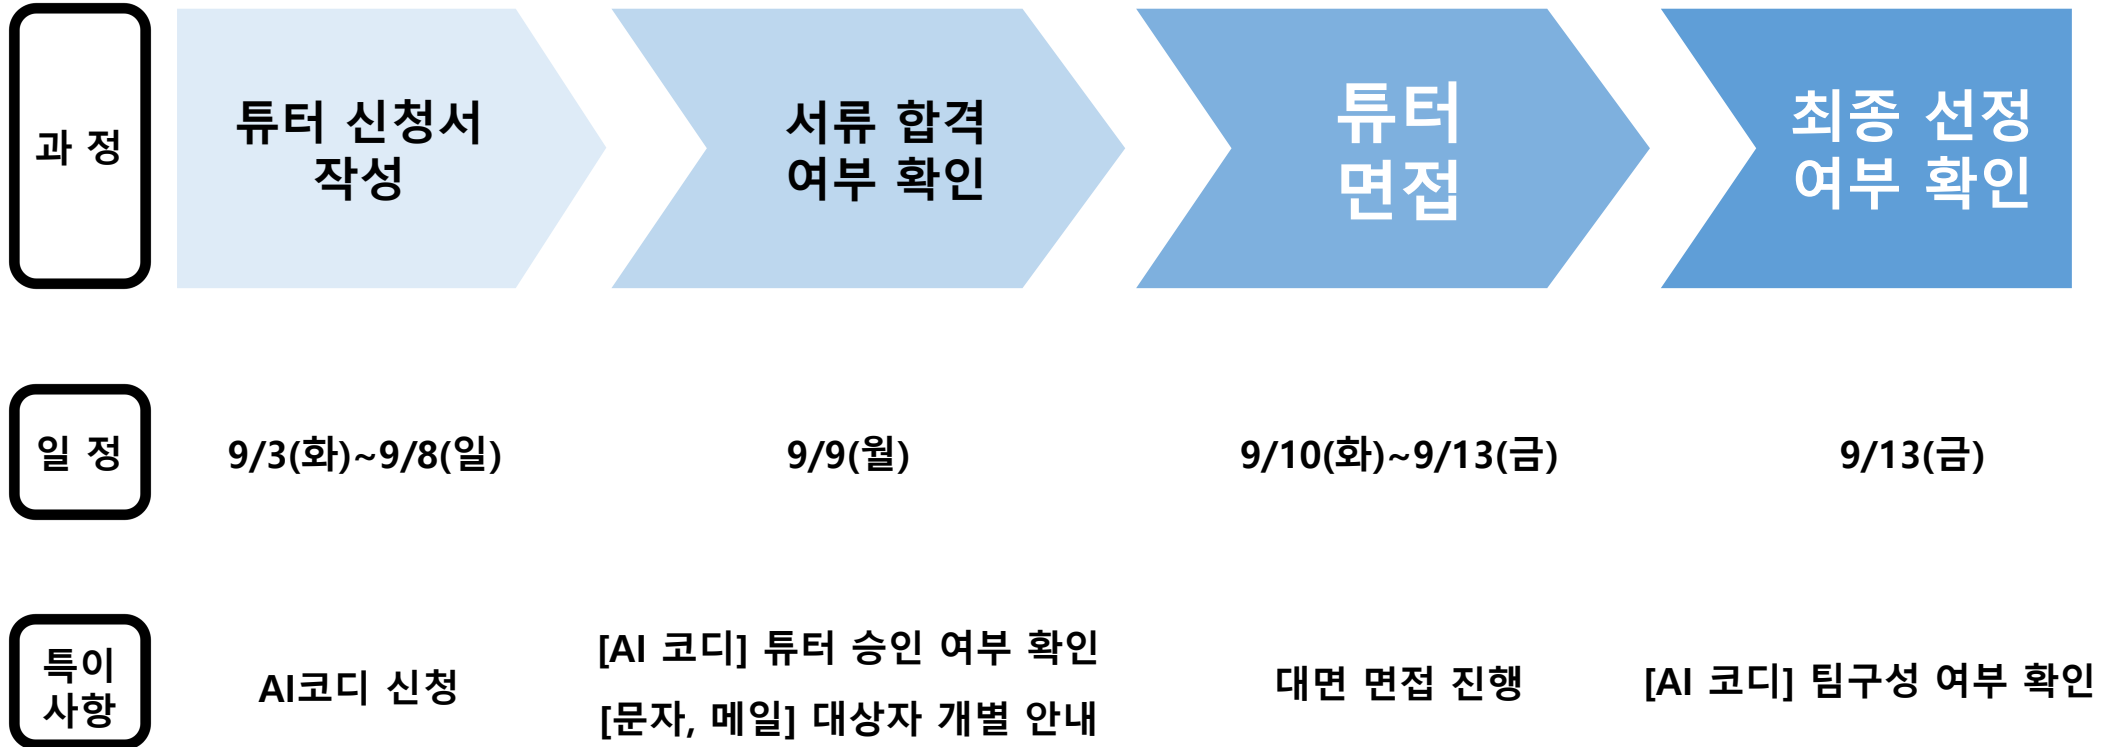 과 정
튜터 신청서
작성
서류 합격
여부 확인
튜터
면접
최종 선정
여부 확인
일 정
9/3(화)~9/8(일)
9/9(월)
9/10(화)~9/13(금)
9/13(금)
특이
사항
AI코디 신청
[AI 코디] 튜터 승인 여부 확인
[문자, 메일] 대상자 개별 안내
대면 면접 진행
[AI 코디] 팀구성 여부 확인